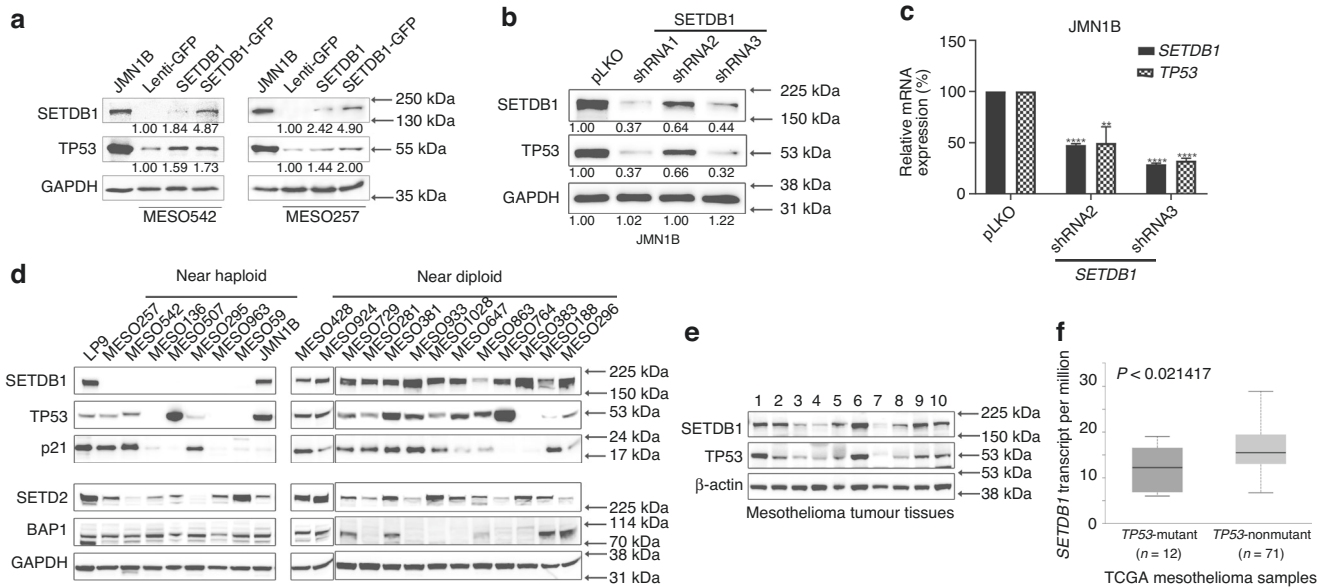 a
JMN1B
Lenti-GFP
SETDB1
SETDB1-GFP
JMN1B
Lenti-GFP
SETDB1
SETDB1-GFP
SETDB1
250 kDa
130 kDa
1.00 1.84 4.87
1.00 2.42 4.90
TP53
55 kDa
1.00 1.59 1.73
1.00 1.44 2.00
GAPDH
35 kDa
MESO542
MESO257
b
SETDB1
pLKO
shRNA1
shRNA2
shRNA3
SETDB1
225 kDa
150 kDa
1.00 0.37 0.64 0.44
TP53
53 kDa
1.00 0.37 0.66 0.32
GAPDH
38 kDa
31 kDa
1.00 1.02 1.00 1.22
JMN1B
c
JMN1B
SETDB1
TP53
Relative mRNA
expression (%)
150
100
50
0
****
**
****
****
pLKO
shRNA2
shRNA3
SETDB1
d
Near haploid
Near diploid
LP9
MESO257
MESO542
MESO136
MESO507
MESO295
MESO963
MESO59
JMN1B
MESO428
MESO924
MESO729
MESO281
MESO381
MESO933
MESO1028
MESO647
MESO863
MESO764
MESO383
MESO188
MESO296
SETDB1
225 kDa
150 kDa
TP53
53 kDa
p21
24 kDa
17 kDa
SETD2
225 kDa
BAP1
114 kDa
70 kDa
GAPDH
38 kDa
31 kDa
e
1 2 3 4 5 6 7 8 9 10
SETDB1
225 kDa
150 kDa
TP53
53 kDa
53 kDa
β-actin
38 kDa
Mesothelioma tumour tissues
f
P < 0.021417
SETDB1 transcript per million
40
30
20
10
0
TP53-mutant
(n = 12)
TP53-nonmutant
(n = 71)
TCGA mesothelioma samples